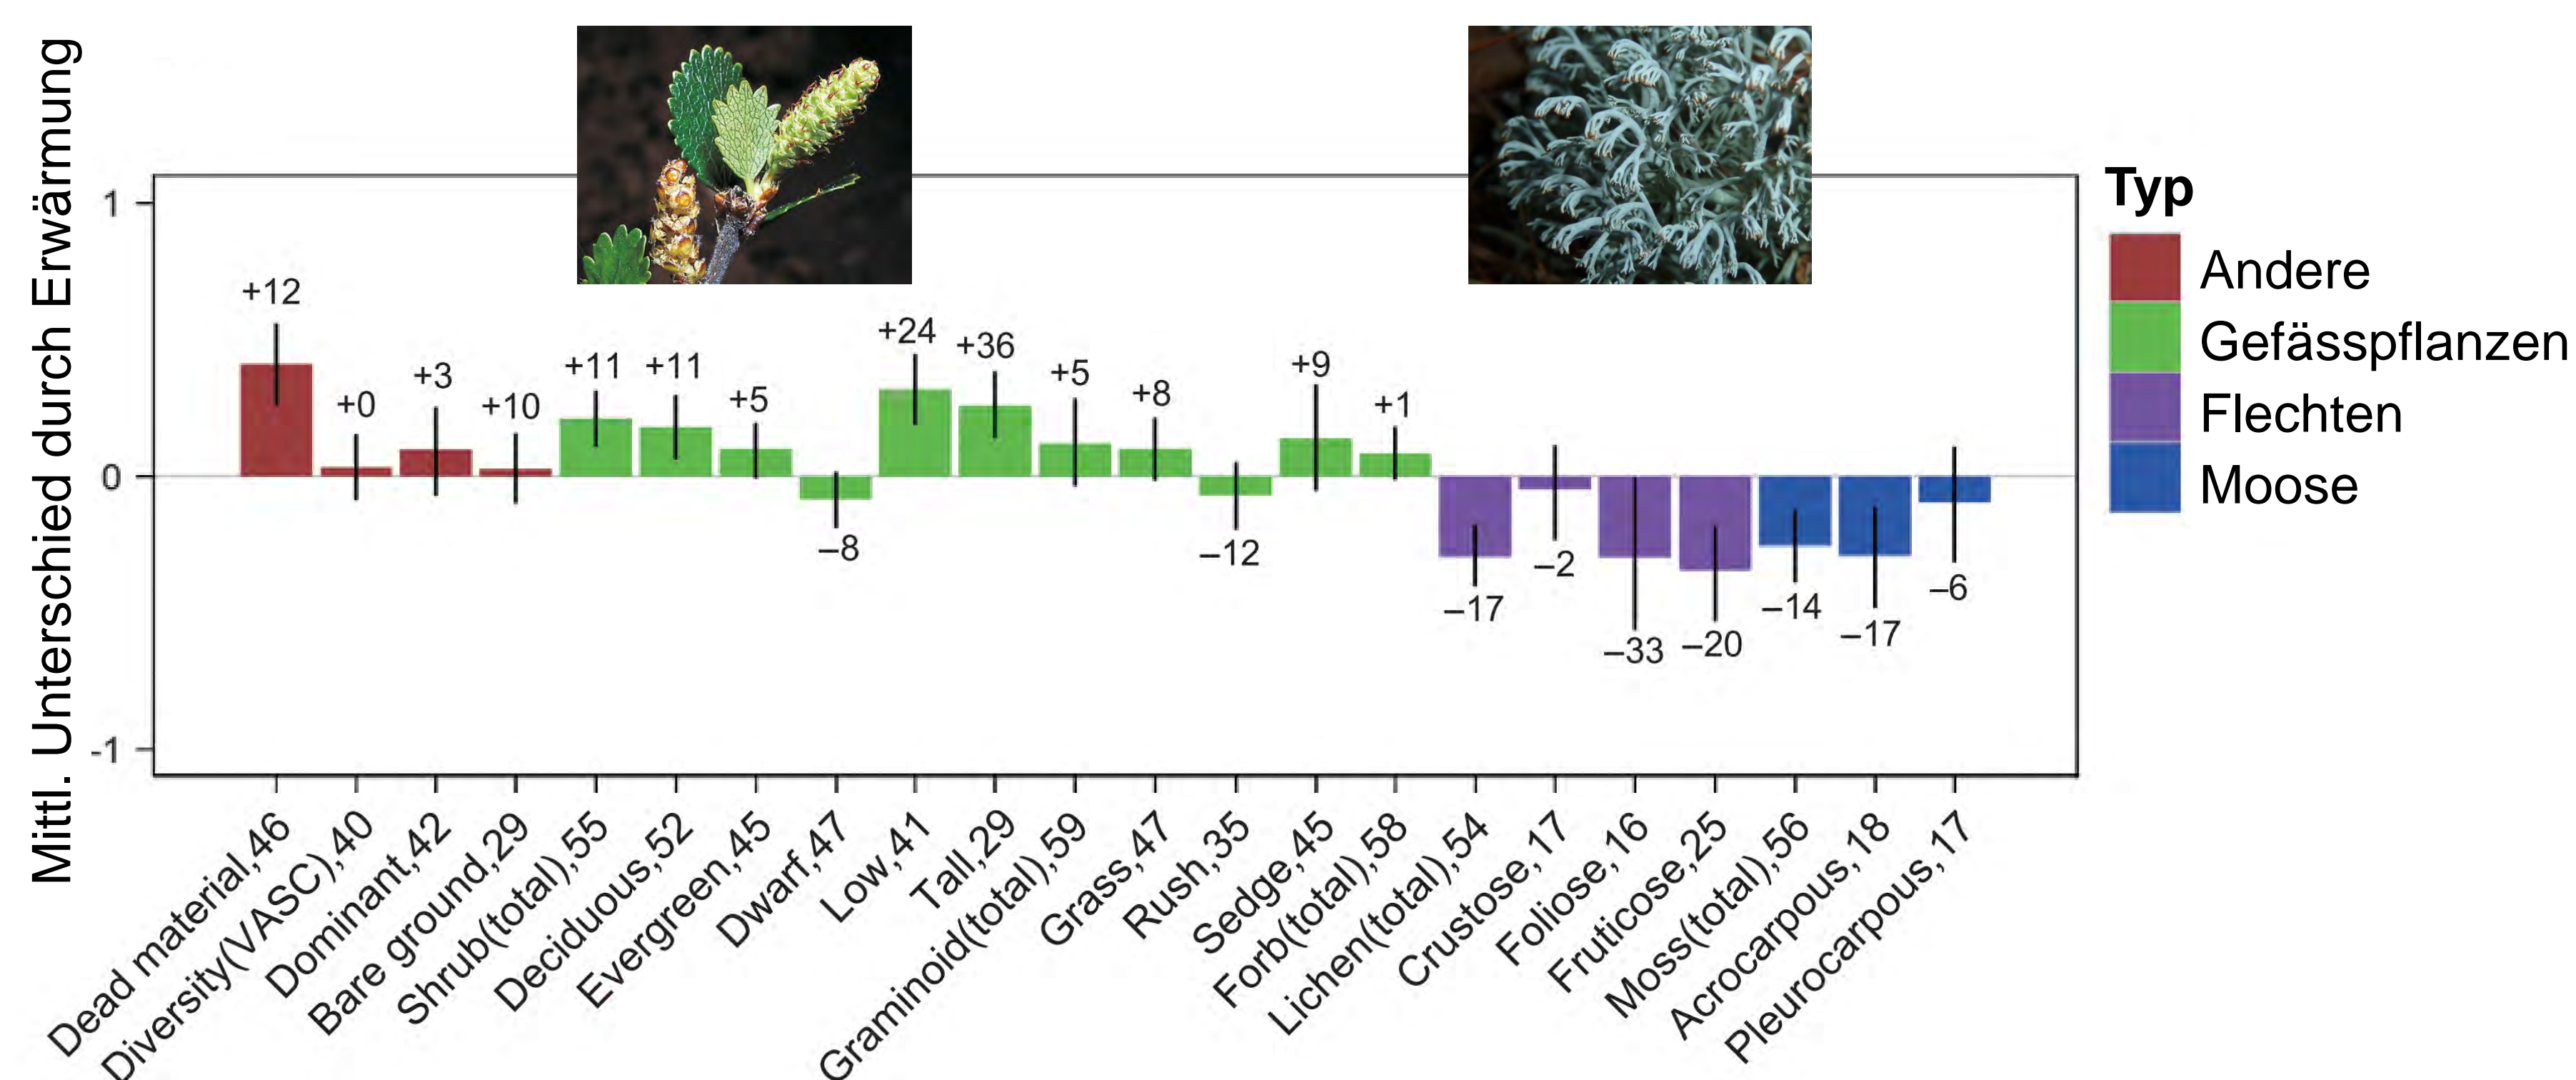 Mittl. Unterschied durch Erwärmung
1
0
-1
+12
+0
+3
+10
+11
+11
+5
–8
+24
+36
+5
+8
–12
+9
+1
–17
–2
–33
–20
–14
–17
–6
Dead material,46
Diversity(VASC),40
Dominant,42
Bare ground,29
Shrub(total),55
Deciduous,52
Evergreen,45
Dwarf,47
Low,41
Tall,29
Graminoid(total),59
Grass,47
Rush,35
Sedge,45
Forb(total),58
Lichen(total),54
Crustose,17
Foliose,16
Fruticose,25
Moss(total),56
Acrocarpous,18
Pleurocarpous,17
Typ
Andere
Gefässpflanzen
Flechten
Moose